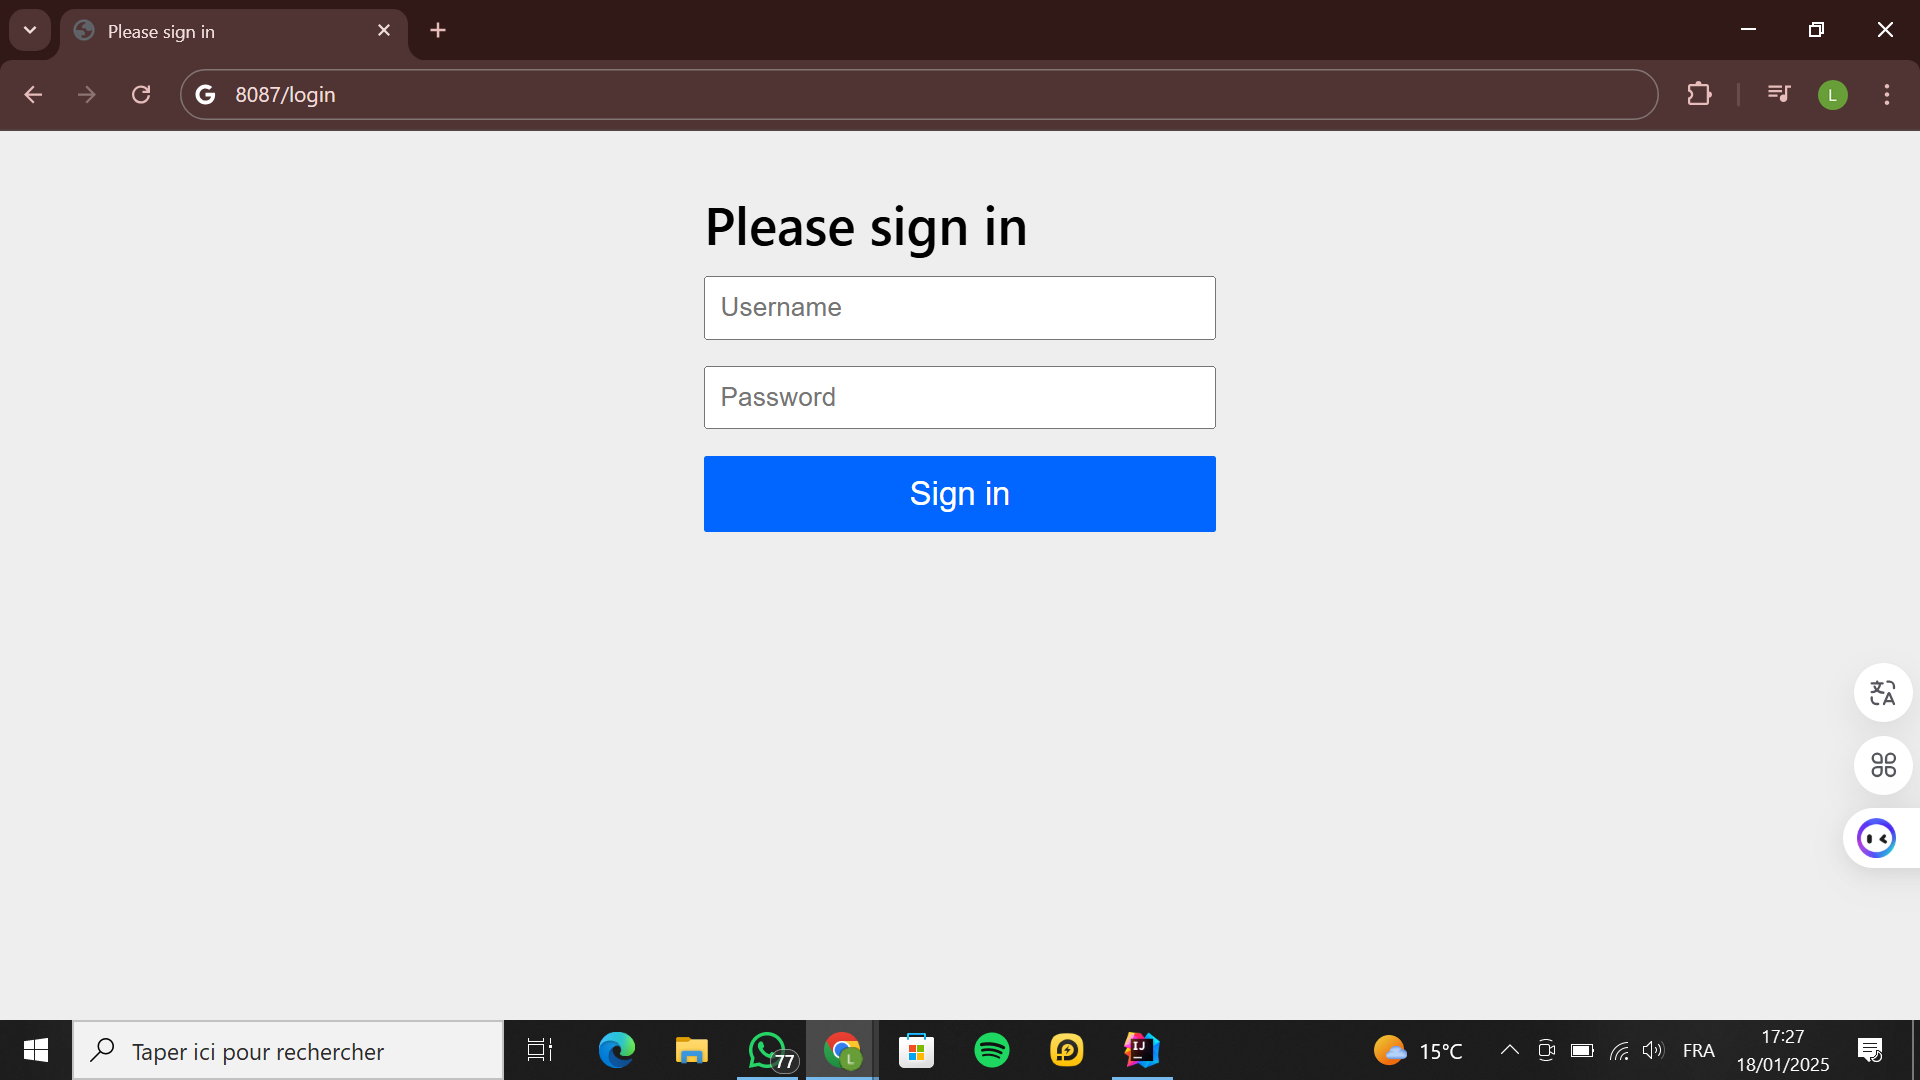 Please sign in
8087/login
L
Please sign in
Username
Password
Sign in
Taper ici pour rechercher
77
L
IJ
15°C
FRA
17:27
18/01/2025